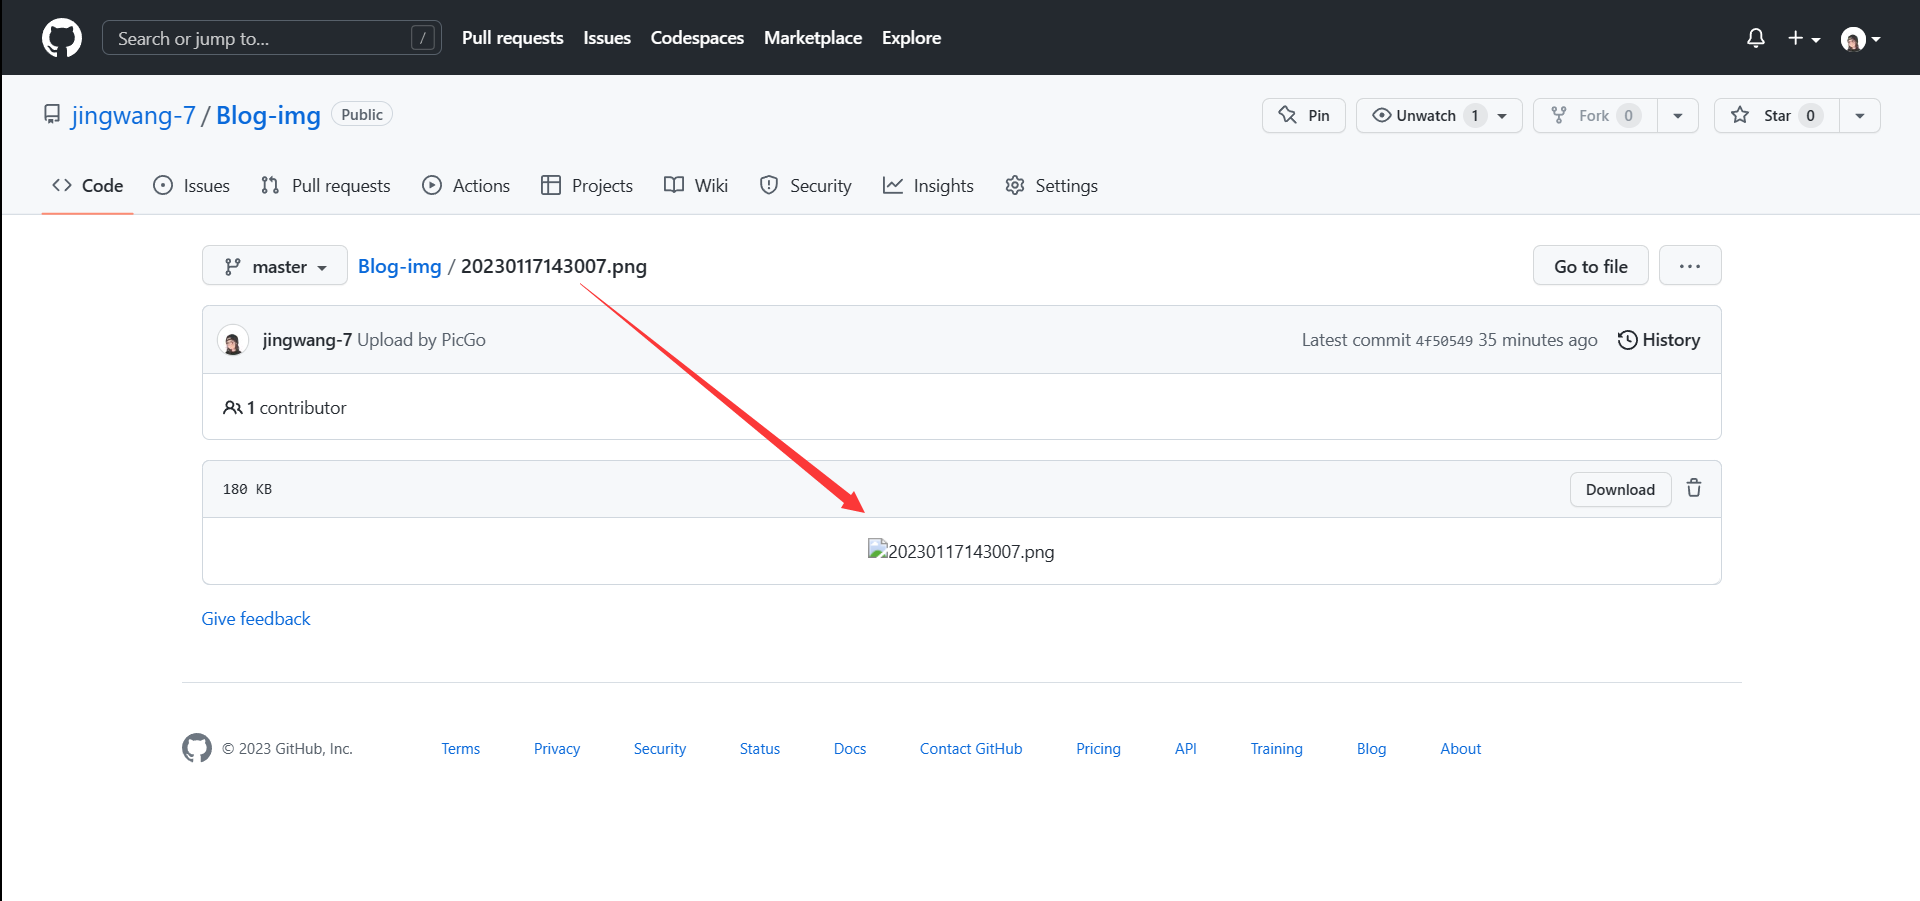 Search or jump to... /
Pull requests Issues Codespaces Marketplace Explore
jingwang-7 / Blog-img Public
Pin Unwatch 1 Fork 0 Star 0
Code Issues Pull requests Actions Projects Wiki Security Insights Settings
master Blog-img / 20230117143007.png Go to file ...
jingwang-7 Upload by PicGo Latest commit 4f50549 35 minutes ago History
1 contributor
180 KB Download
20230117143007.png
Give feedback
© 2023 GitHub, Inc. Terms Privacy Security Status Docs Contact GitHub Pricing API Training Blog About